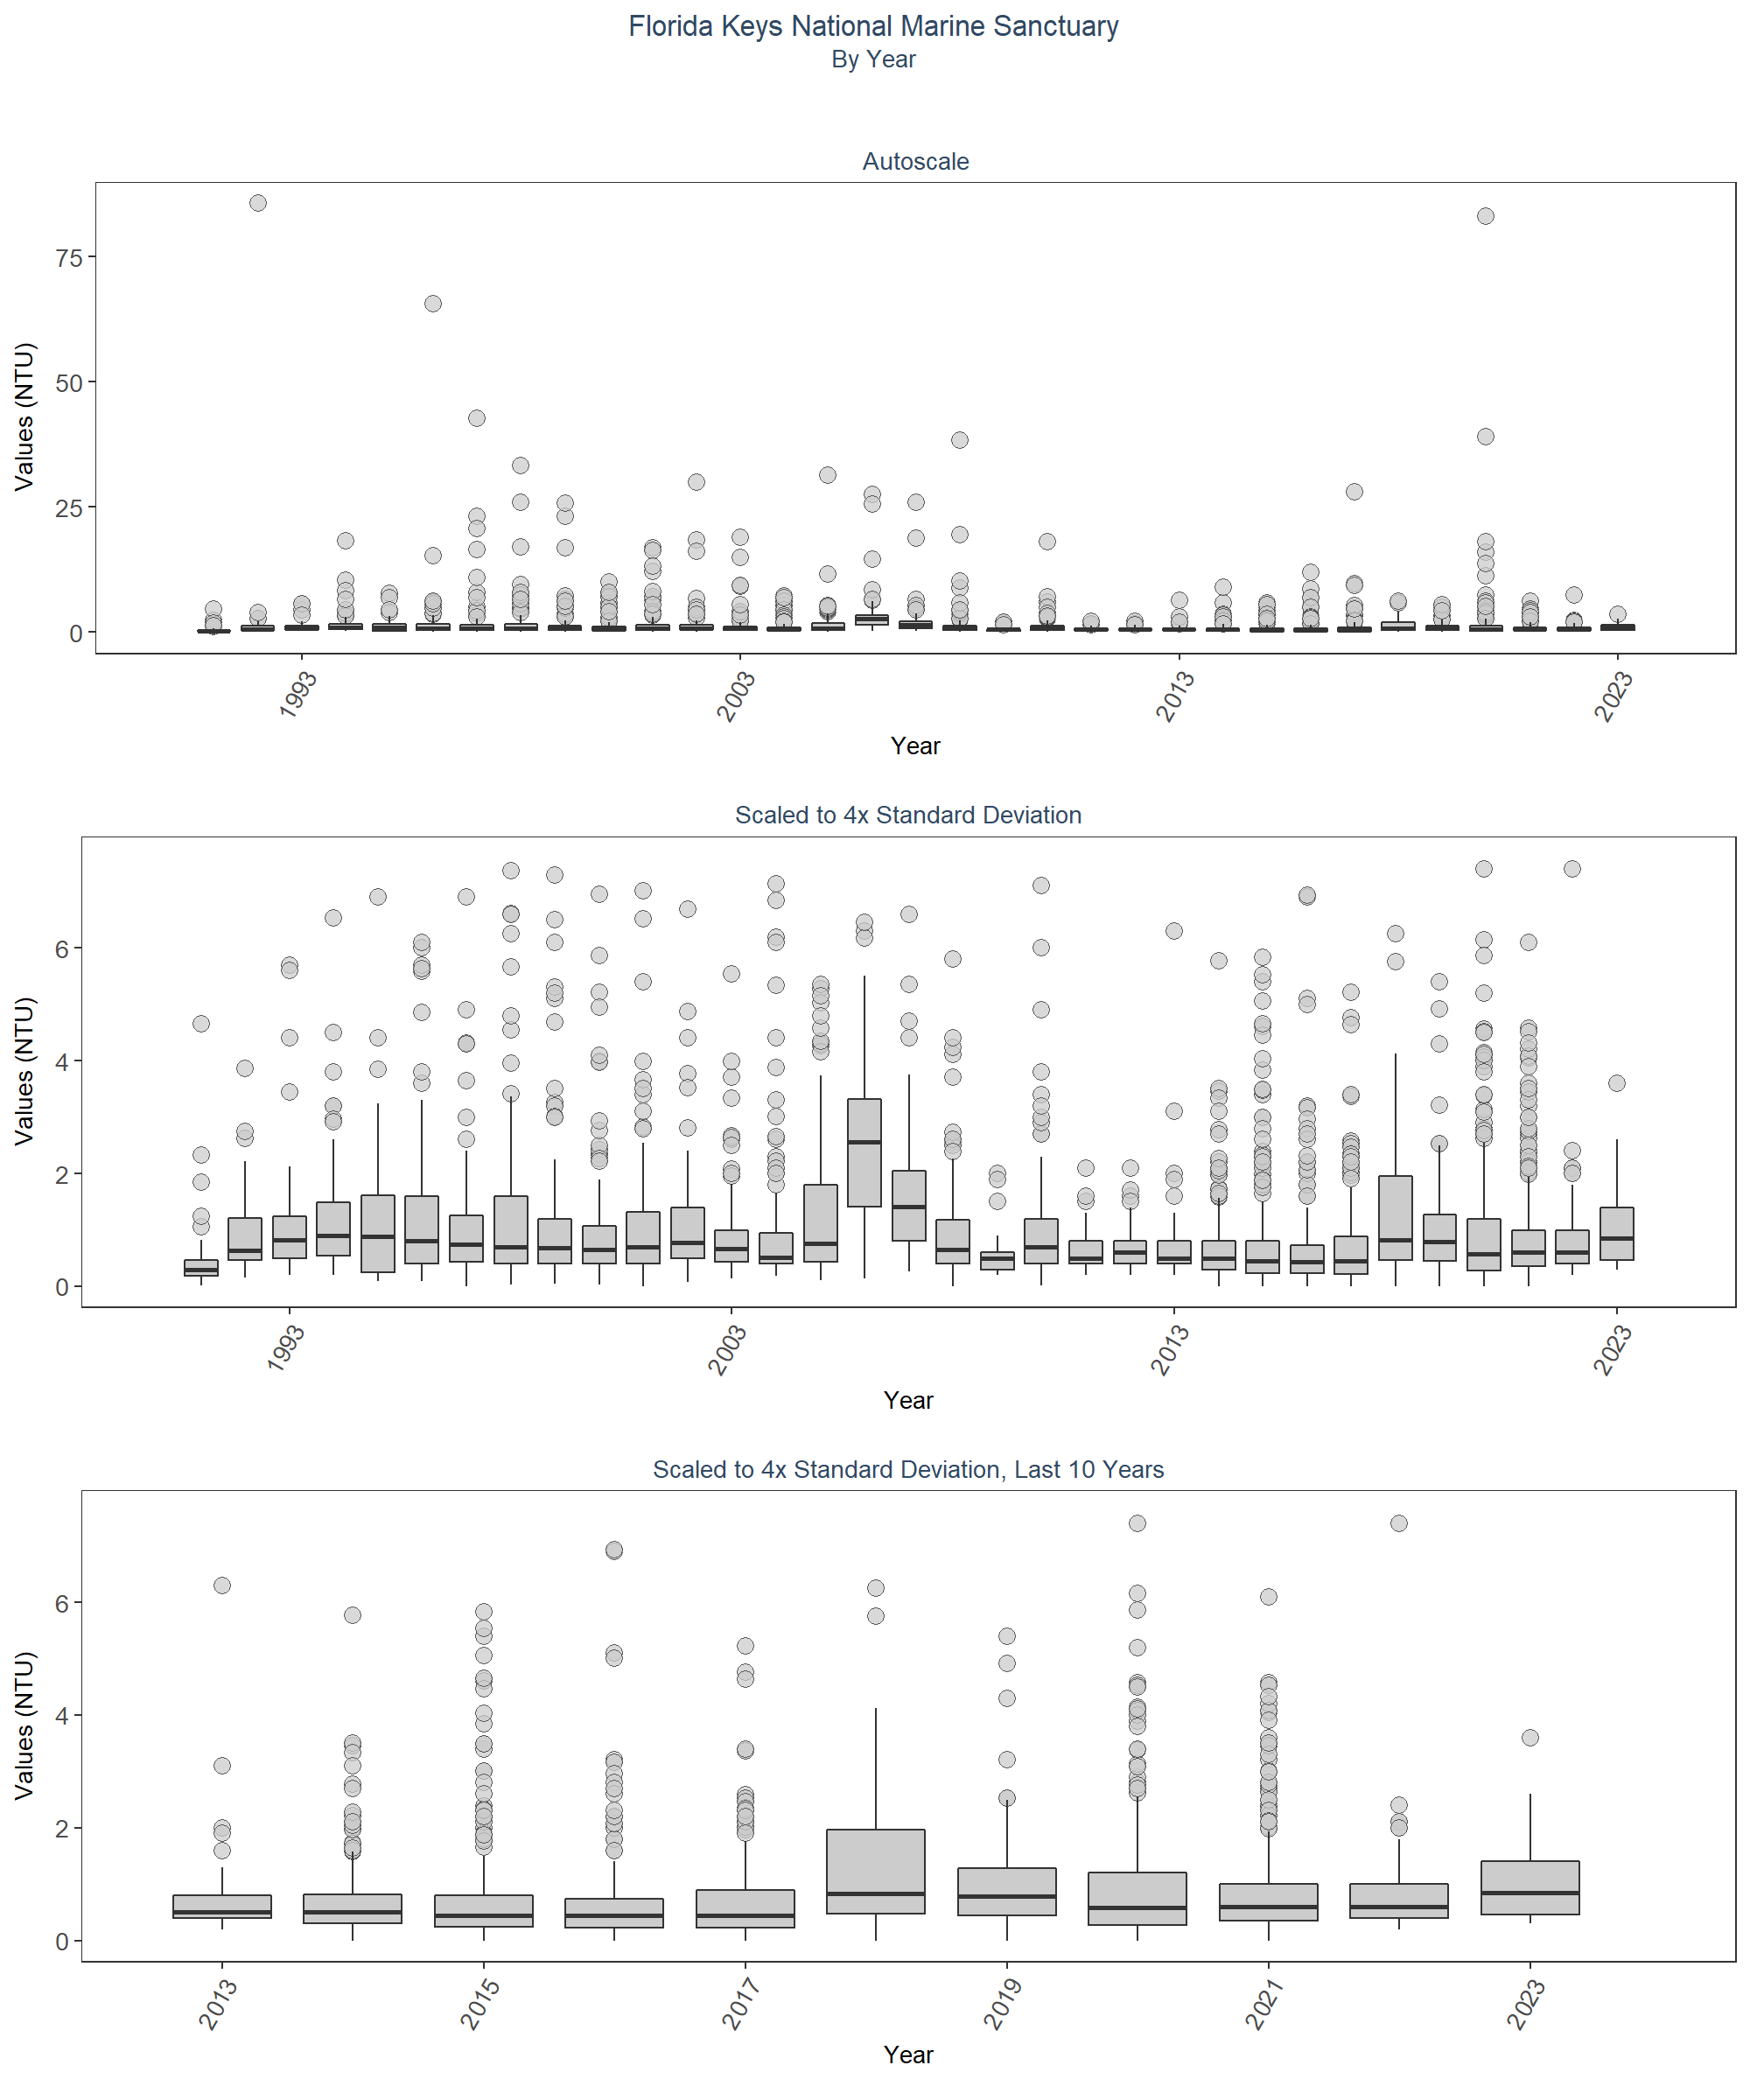 Florida Keys National Marine Sanctuary
By Year
Autoscale
Values (NTU)
75
50
25
0
1993
2003
2013
2023
Year
Scaled to 4x Standard Deviation
Values (NTU)
6
4
2
0
1993
2003
2013
2023
Year
Scaled to 4x Standard Deviation, Last 10 Years
Values (NTU)
6
4
2
0
2013
2015
2017
2019
2021
2023
Year